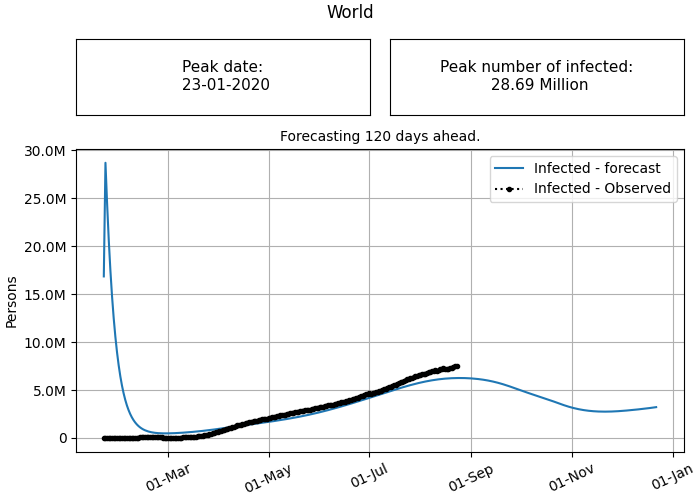 World
Peak date:
23-01-2020
Peak number of infected:
28.69 Million
Forecasting 120 days ahead.
30.0M
25.0M
20.0M
15.0M
10.0M
5.0M
0
Persons
Infected - forecast
Infected - Observed
01-Mar
01-May
01-Jul
01-Sep
01-Nov
01-Jan